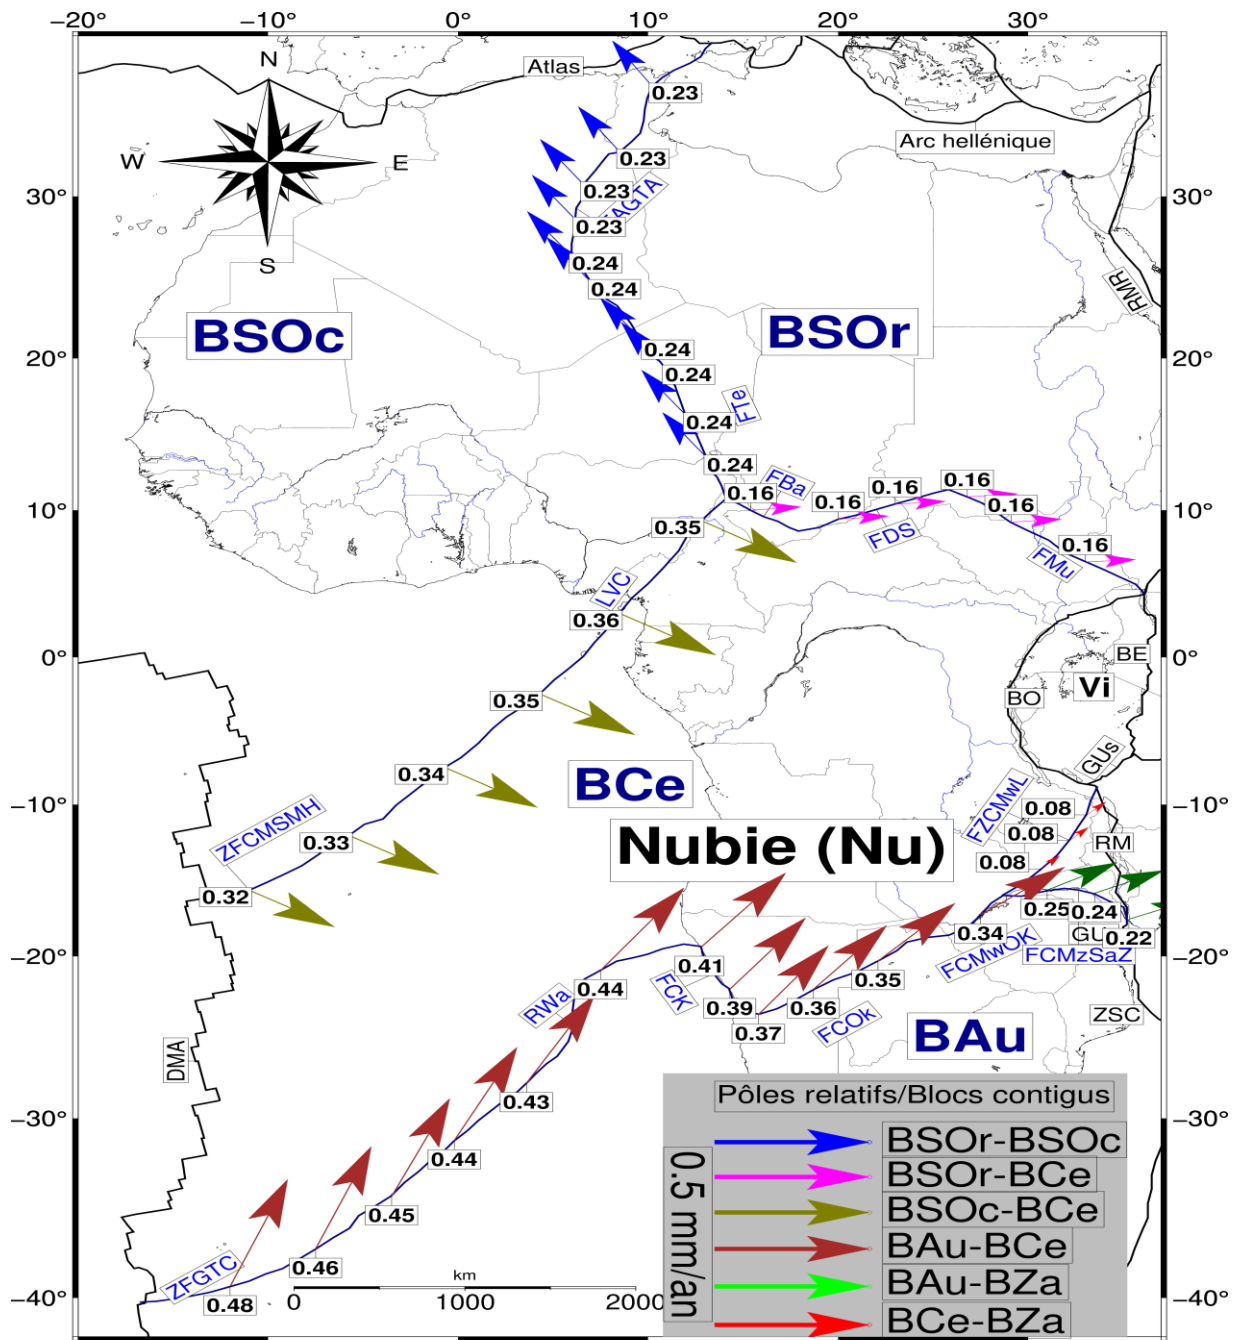 −20° −10° 0° 10° 20° 30°
N
Atlas
0.23
Arc hellénique
W E
0.23
30° 30°
0.23
AGTA
0.23
S
0.24
RMR
0.24
BSOc BSOr
0.24
20° 20°
0.24
FTe
0.24
0.24
FBa
0.16 0.16 0.16 0.16
10° 0.16 10°
0.35
FDS
0.16
FMu
LVC
0.36
0° BE 0°
Vi
BO
0.35
GUs
0.34
BCe
−10° −10°
ZFCMSMH
FZCMwL
0.08
0.33
0.08
RM
Nubie (Nu)
0.08
0.32
0.25 0.24
0.34
GU
0.22
FCMwOK
FCMzSaZ
−20° −20°
0.41
0.35
FCK
0.44
RWa
0.39 0.36
ZSC
0.37
FCOk
BAu
DMA
0.43
−30° −30°
0.44
0.45
0.46
ZFGTC
0.48
−40° −40°
km
0 1000 2000
Pôles relatifs/Blocs contigus
0.5 mm/an
BSOr-BSOc
BSOr-BCe
BSOc-BCe
BAu-BCe
BAu-BZa
BCe-BZa